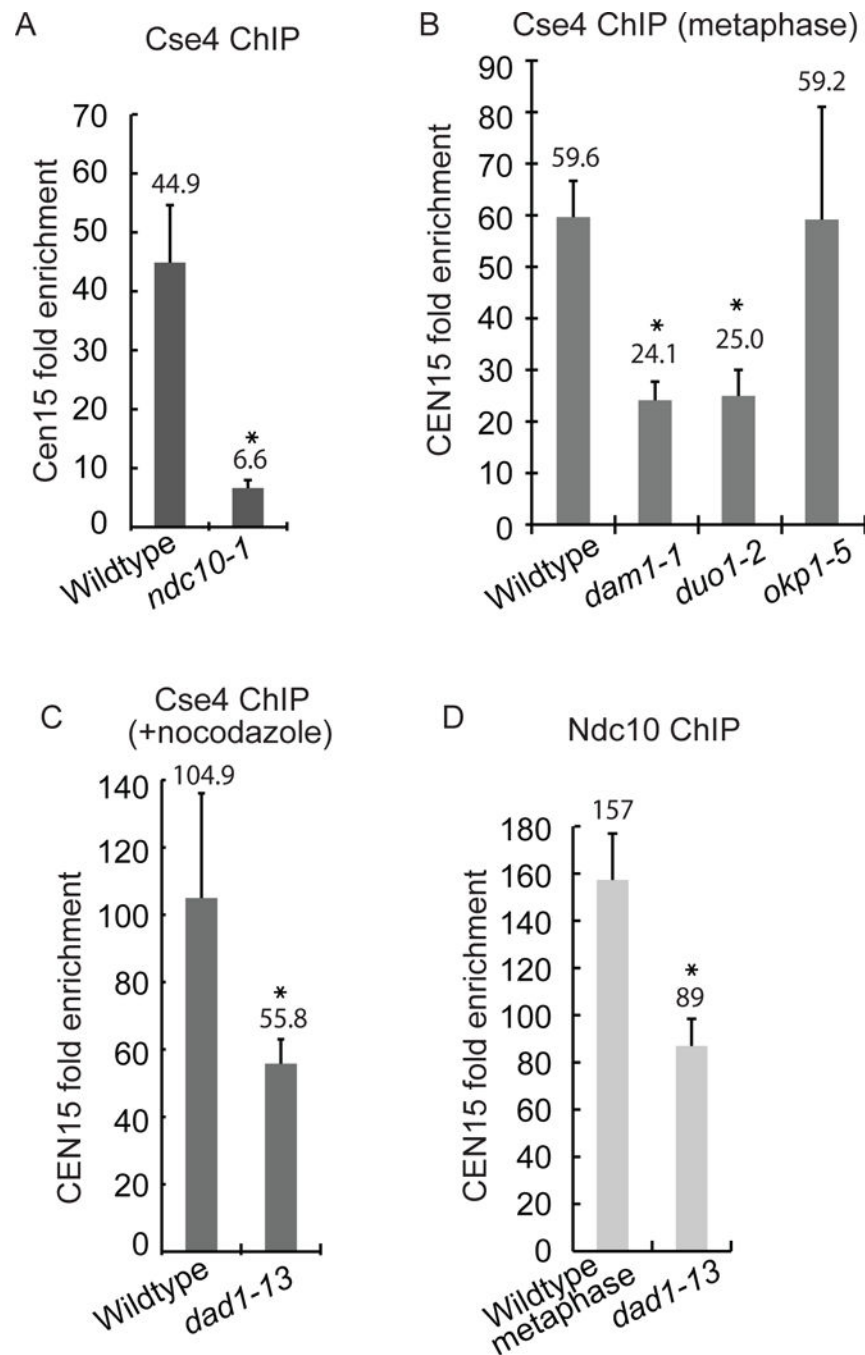 A
Cse4 ChIP
Cen15 fold enrichment
70
60
50
40
30
20
10
0
44.9
*
6.6
Wildtype
ndc10-1
B
Cse4 ChIP (metaphase)
CEN15 fold enrichment
90
80
70
60
50
40
30
20
10
0
59.6
*
24.1
*
25.0
59.2
Wildtype
dam1-1
duo1-2
okp1-5
C
Cse4 ChIP
(+nocodazole)
CEN15 fold enrichment
140
120
100
80
60
40
20
0
104.9
*
55.8
Wildtype
dad1-13
D
Ndc10 ChIP
CEN15 fold enrichment
180
160
140
120
100
80
60
40
20
0
157
*
89
Wildtype
metaphase
dad1-13